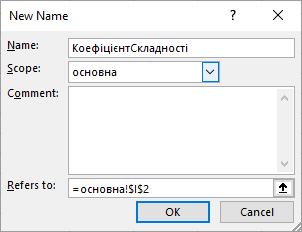 New Name
Name: КоефіцієнтСкладності
Scope: основна
Comment:
Refers to: =основна!$I$2
OK Cancel